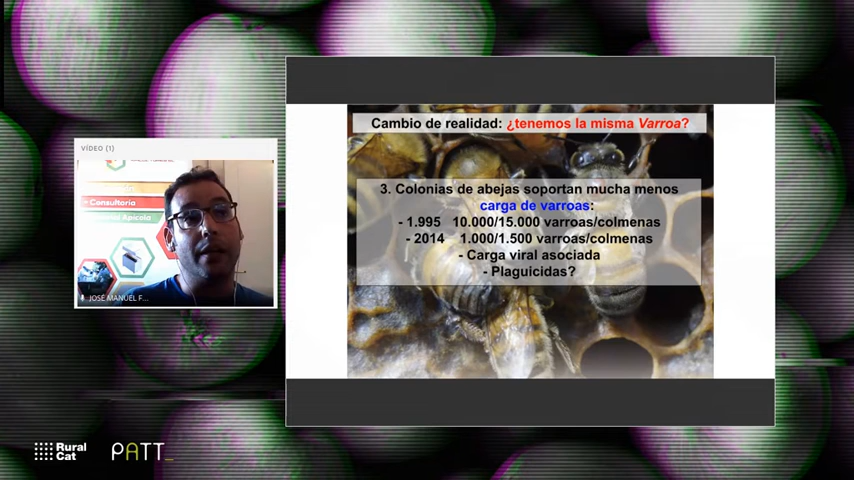 VÍDEO (1)
Consultoría
Apícola
JOSÉ MANUEL F...
Cambio de realidad: ¿tenemos la misma Varroa?
3. Colonias de abejas soportan mucha menos
carga de varroas:
- 1.995 10.000/15.000 varroas/colmenas
- 2014 1.000/1.500 varroas/colmenas
- Carga viral asociada
- Plaguicidas?
Rural
Cat
PATT_